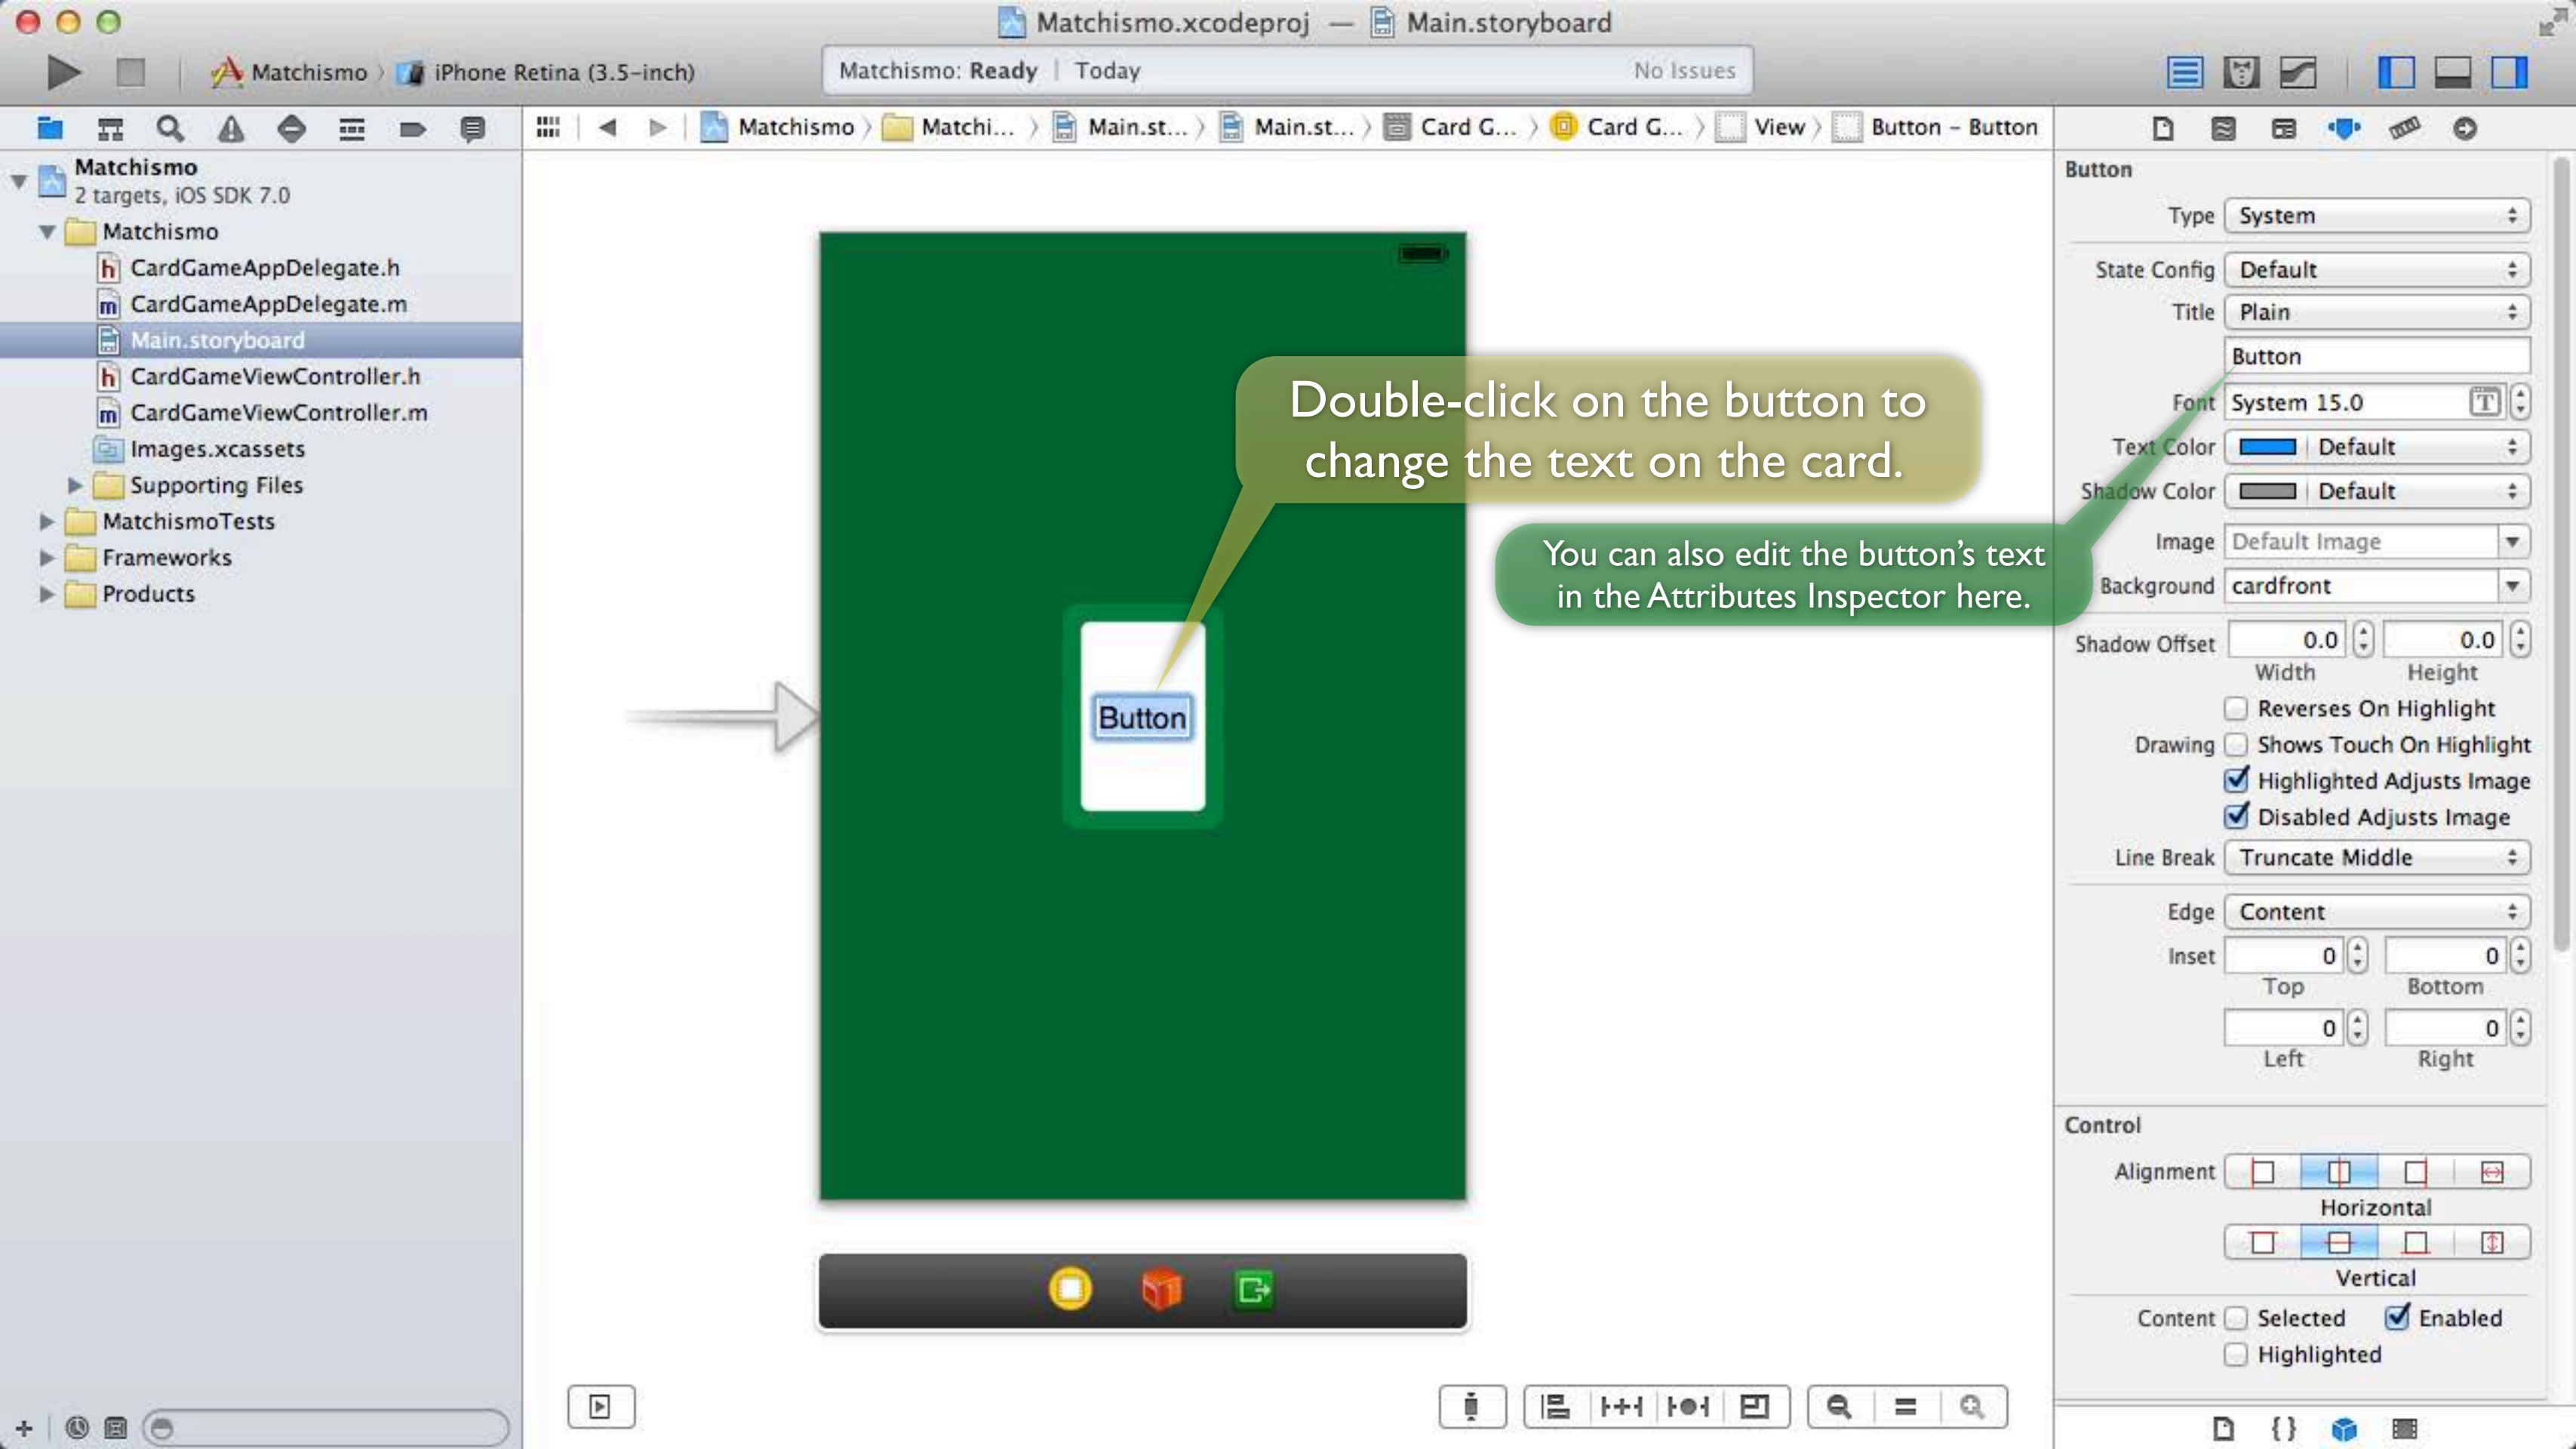 Matchismo.xcodeproj — Main.storyboard
Matchismo 〉 iPhone Retina (3.5-inch)
Matchismo: Ready | Today
No Issues
Matchismo 〉 Matchi... 〉 Main.st... 〉 Main.st... 〉 Card G... 〉 Card G... 〉 View 〉 Button – Button
Matchismo
2 targets, iOS SDK 7.0
Matchismo
h CardGameAppDelegate.h
m CardGameAppDelegate.m
Main.storyboard
h CardGameViewController.h
m CardGameViewController.m
Images.xcassets
Supporting Files
MatchismoTests
Frameworks
Products
Double-click on the button to
change the text on the card.
You can also edit the button’s text
in the Attributes Inspector here.
Button
Button
Type System
State Config Default
Title Plain
Button
Font System 15.0 T
Text Color Default
Shadow Color Default
Image Default Image
Background cardfront
Shadow Offset 0.0 0.0
Width Height
Reverses On Highlight
Drawing Shows Touch On Highlight
Highlighted Adjusts Image
Disabled Adjusts Image
Line Break Truncate Middle
Edge Content
Inset 0 0
Top Bottom
0 0
Left Right
Control
Alignment
Horizontal
Vertical
Content Selected Enabled
Highlighted
{ }